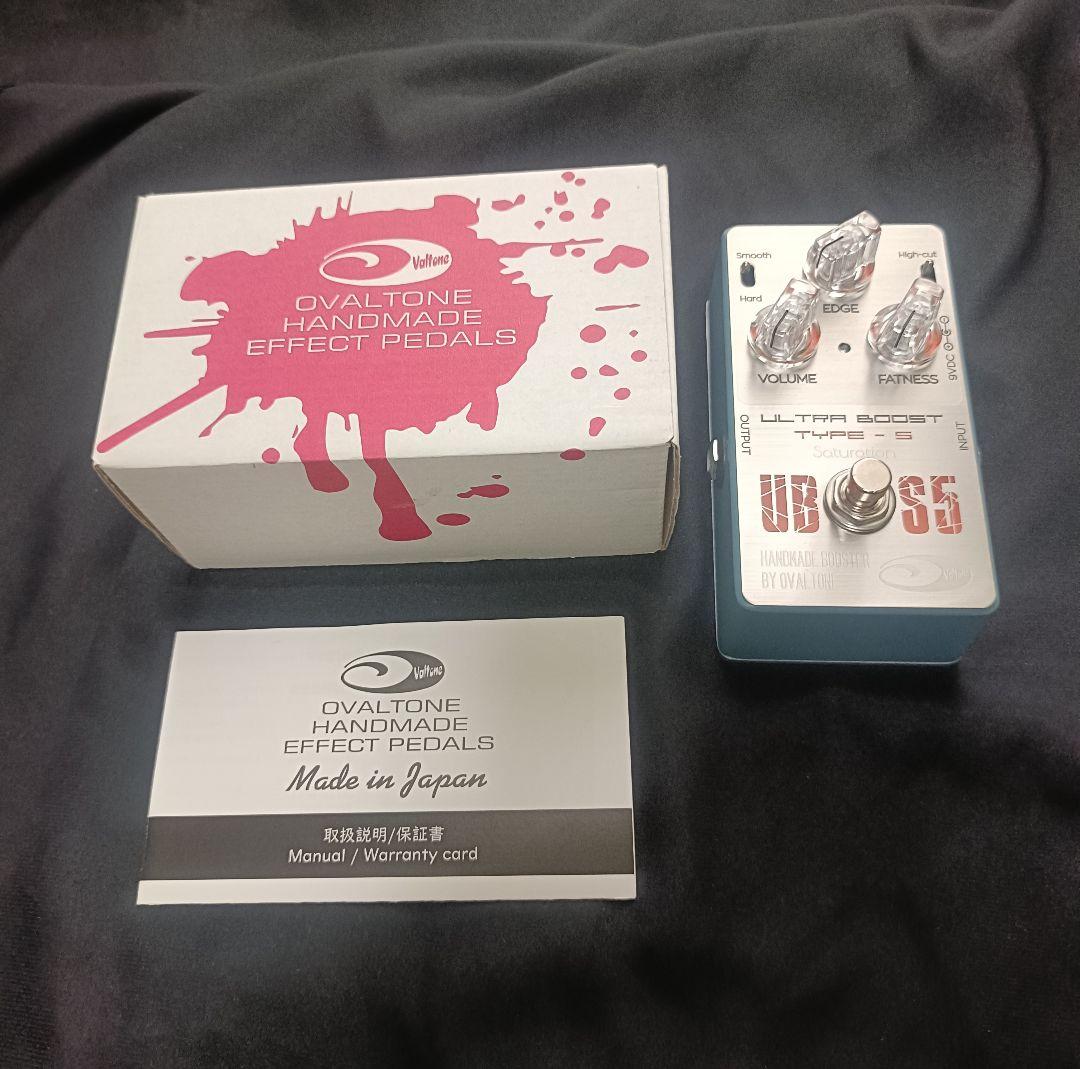 Valtone
OVALTONE
HANDMADE
EFFECT PEDALS
Smooth
Hard
High-cut
EDGE
VOLUME
FATNESS
9VDC
OUTPUT
INPUT
ULTRA BOOST
TYPE - S
Saturation
UB S5
HANDMADE BOOSTER
BY OVALTONE
Valtone
Valtone
OVALTONE
HANDMADE
EFFECT PEDALS
Made in Japan
取扱説明/保証書
Manual / Warranty card